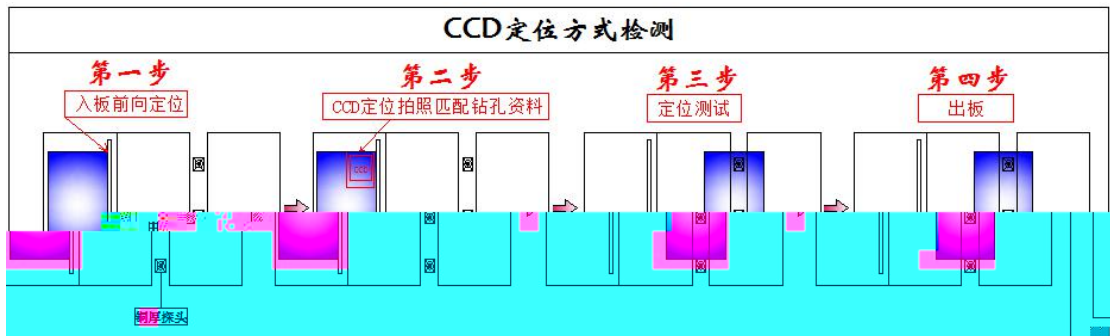 CCD定位方式检测
第一步
第二步
第三步
第四步
入板前向定位
CCD定位拍照匹配钻孔资料
定位测试
出板
CCD
铜厚探头